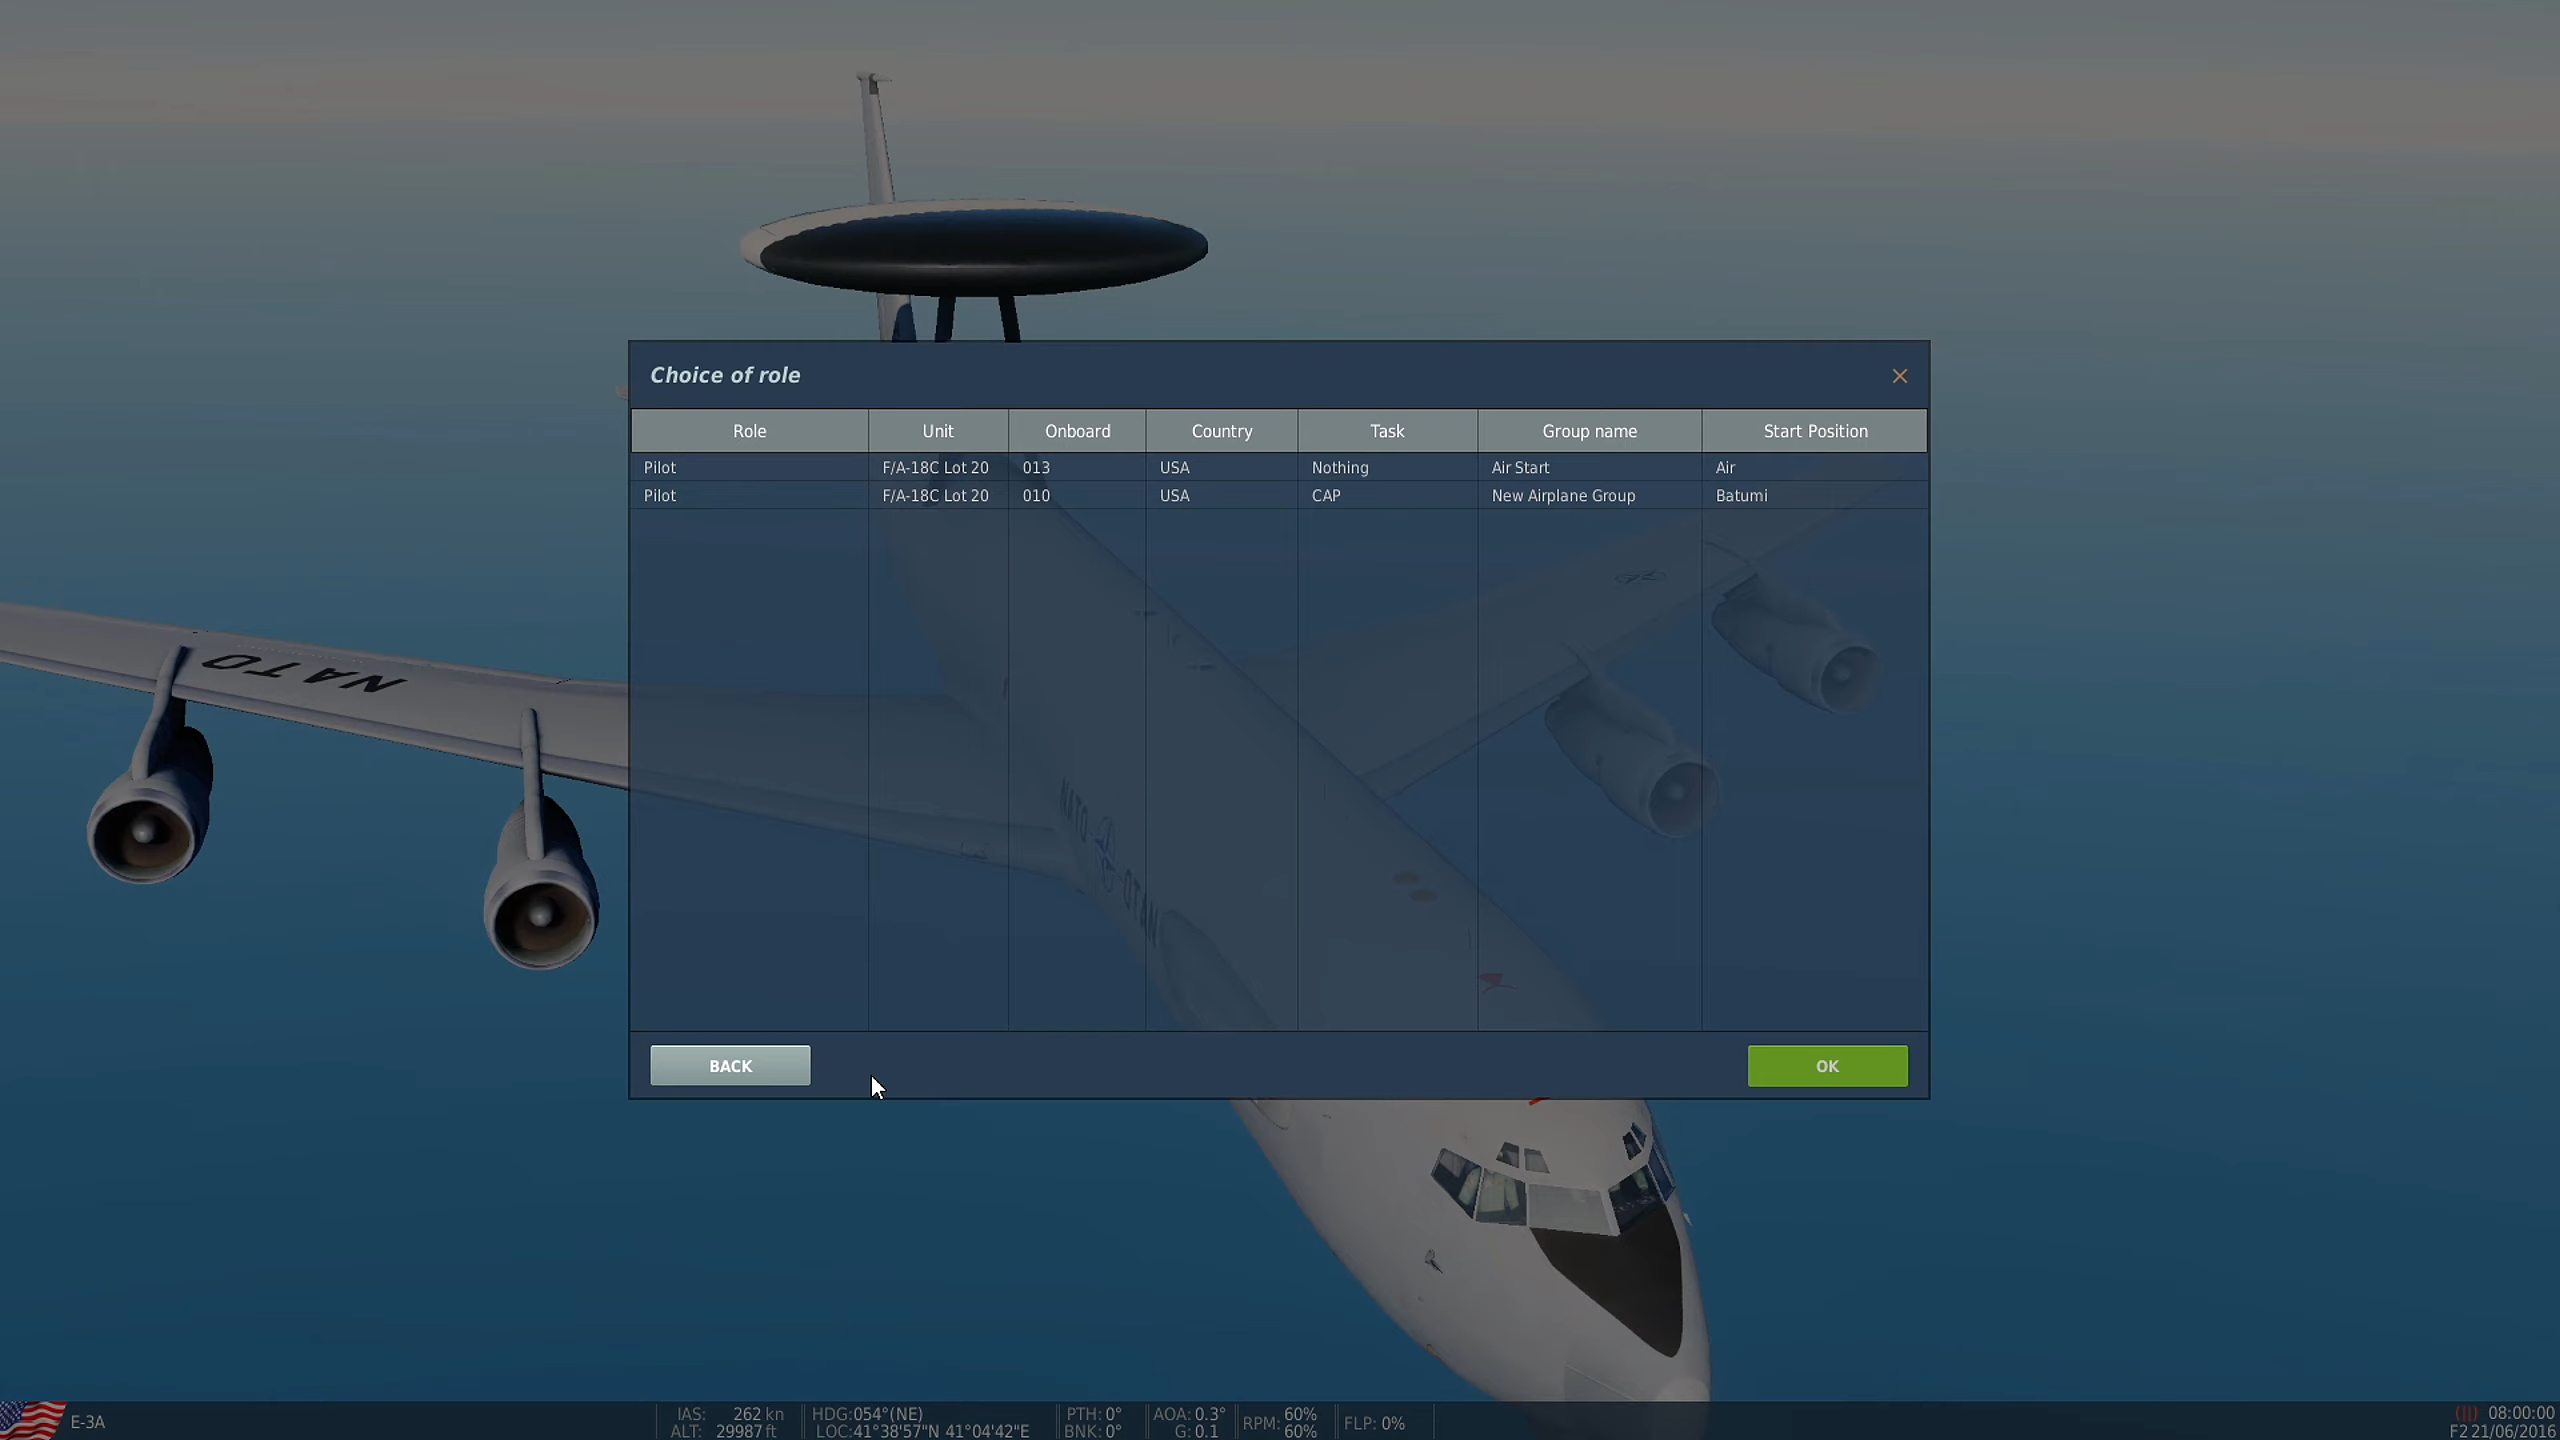 Choice of role
Role Unit Onboard Country Task Group name Start Position
Pilot F/A-18C Lot 20 013 USA Nothing Air Start Air
Pilot F/A-18C Lot 20 010 USA CAP New Airplane Group Batumi
NATO
NATO-OTAN
BACK OK
E-3A
IAS: 262 kn HDG:054°(NE) PTH: 0° AOA: 0.3° RPM: 60% FLP: 0% 08:00:00
ALT: 29987 ft LOC:41°38'57"N 41°04'42"E BNK: 0° G: 0.1 60% F2 21/06/2016